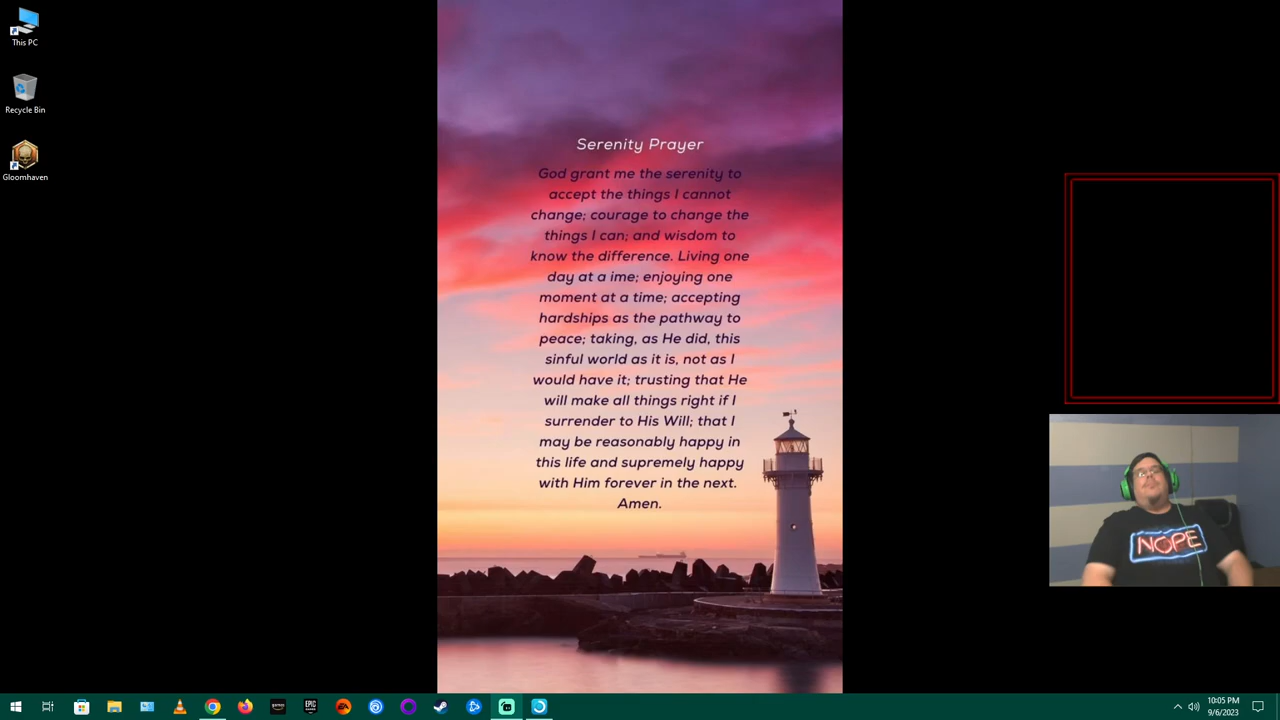 This PC
Recycle Bin
Gloomhaven
Serenity Prayer
God grant me the serenity to
accept the things I cannot
change; courage to change the
things I can; and wisdom to
know the difference. Living one
day at a ime; enjoying one
moment at a time; accepting
hardships as the pathway to
peace; taking, as He did, this
sinful world as it is, not as I
would have it; trusting that He
will make all things right if I
surrender to His Will; that I
may be reasonably happy in
this life and supremely happy
with Him forever in the next.
Amen.
NOPE
EPIC
EA
10:05 PM
9/6/2023